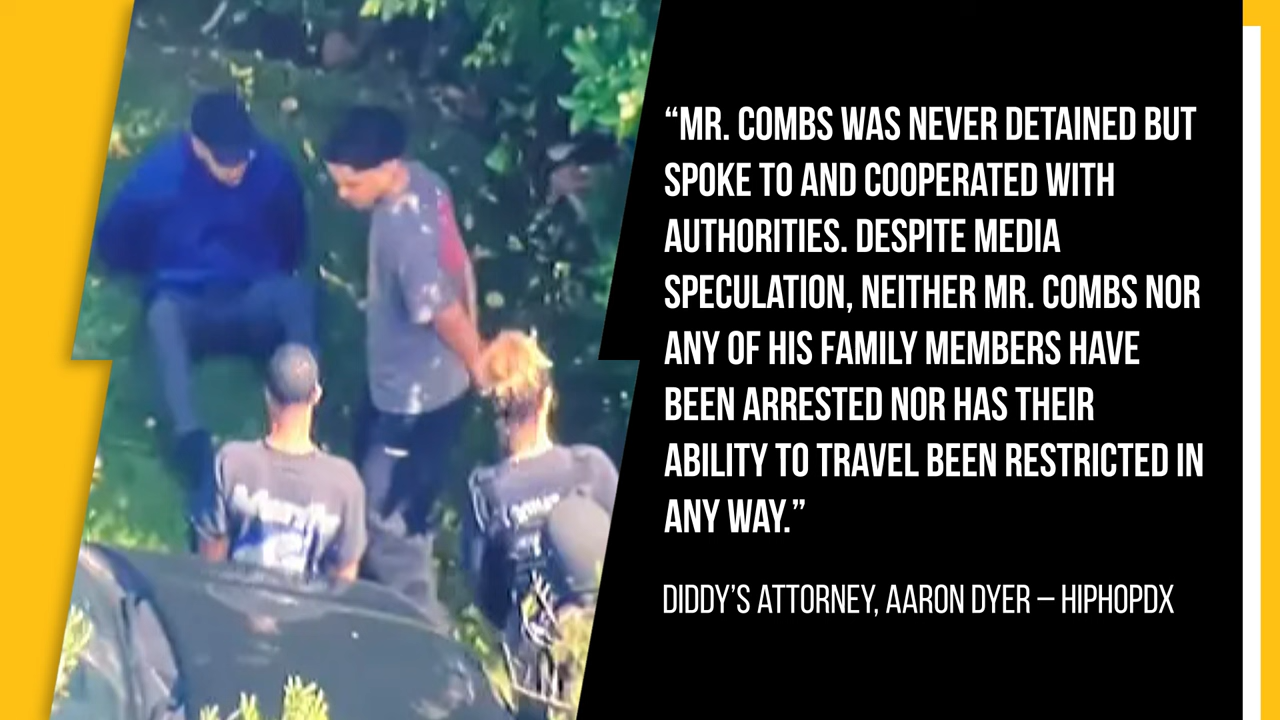 “MR. COMBS WAS NEVER DETAINED BUT
SPOKE TO AND COOPERATED WITH
AUTHORITIES. DESPITE MEDIA
SPECULATION, NEITHER MR. COMBS NOR
ANY OF HIS FAMILY MEMBERS HAVE
BEEN ARRESTED NOR HAS THEIR
ABILITY TO TRAVEL BEEN RESTRICTED IN
ANY WAY.”
DIDDY’S ATTORNEY, AARON DYER – HIPHOPDX